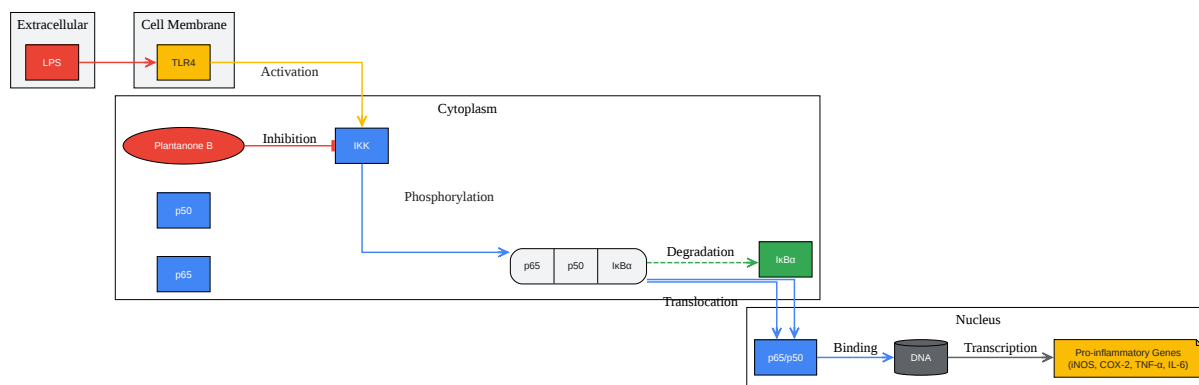 Extracellular
Cell Membrane
LPS
TLR4
Activation
Cytoplasm
Plantanone B
Inhibition
IKK
Phosphorylation
p50
p65
p65
p50
IκBα
Degradation
IκBα
Translocation
Nucleus
p65/p50
Binding
DNA
Transcription
Pro-inflammatory Genes
(iNOS, COX-2, TNF-α, IL-6)